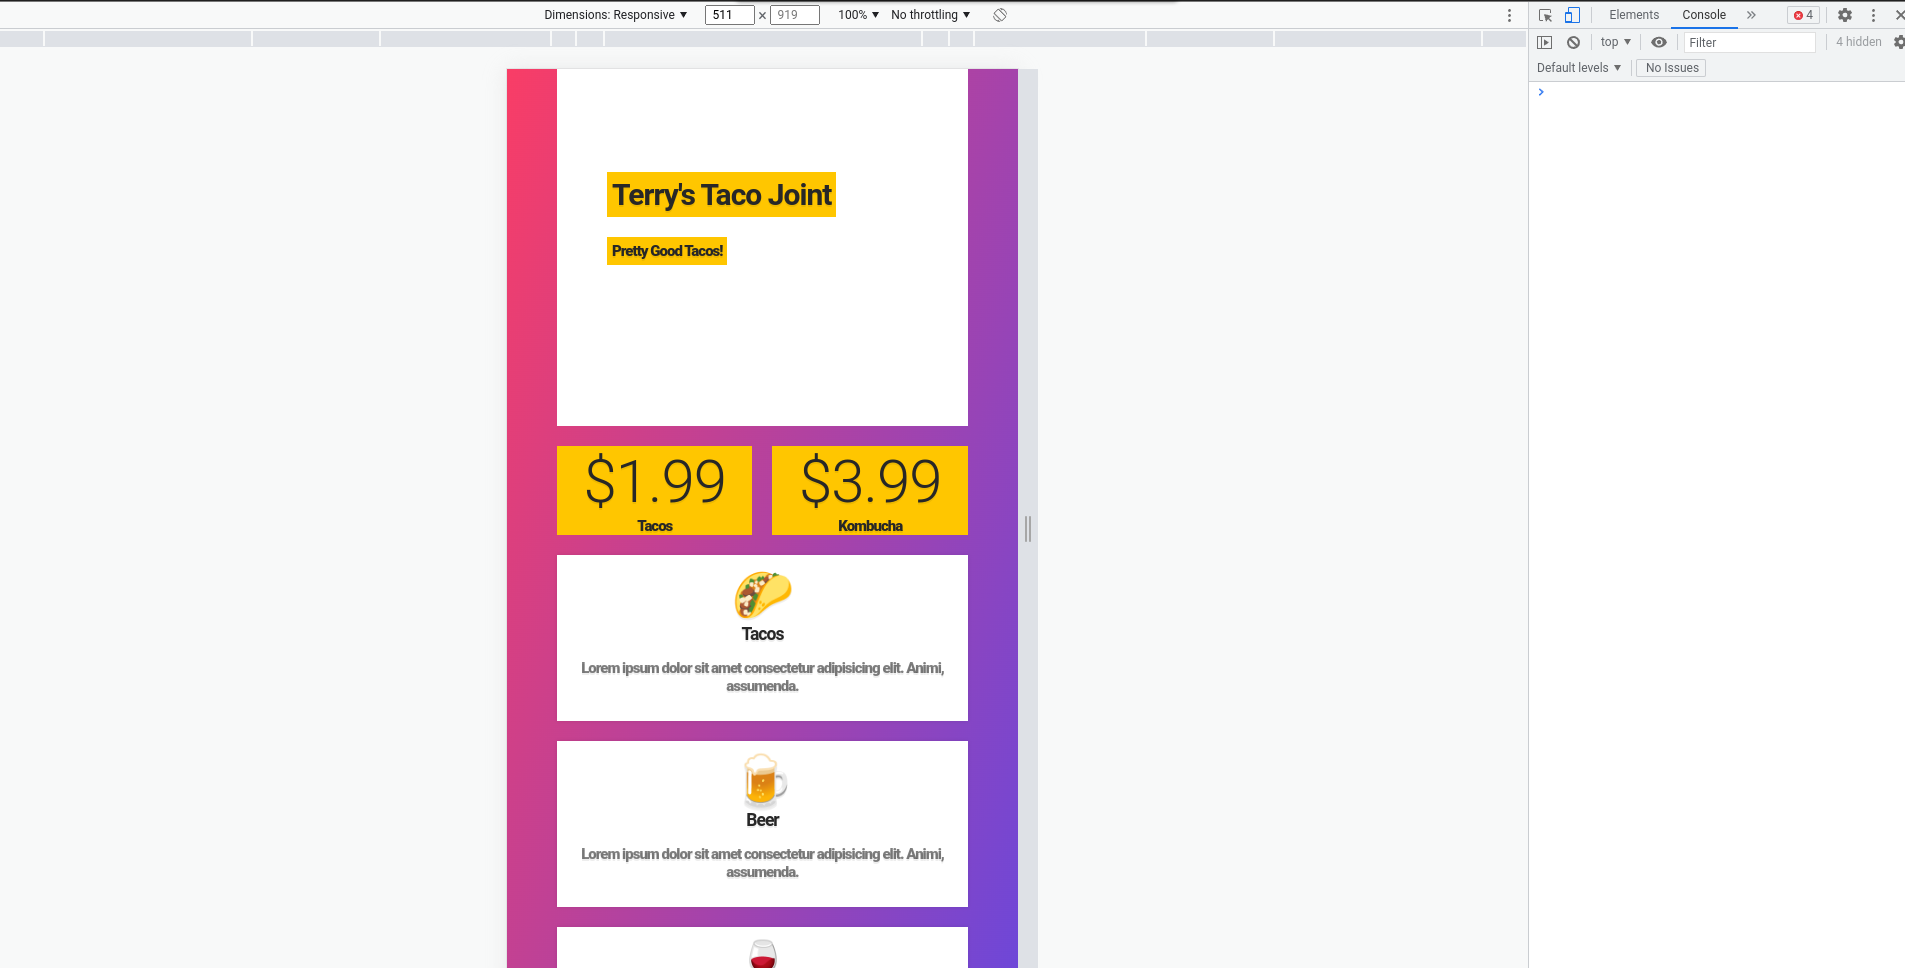 Dimensions: Responsive ▼ 511 × 919 100% ▼ No throttling ▼
Elements Console » 4
top ▼ Filter 4 hidden
Default levels ▼ No Issues
Terry's Taco Joint
Pretty Good Tacos!
$1.99 $3.99
Tacos Kombucha
Tacos
Lorem ipsum dolor sit amet consectetur adipisicing elit. Animi,
assumenda.
Beer
Lorem ipsum dolor sit amet consectetur adipisicing elit. Animi,
assumenda.